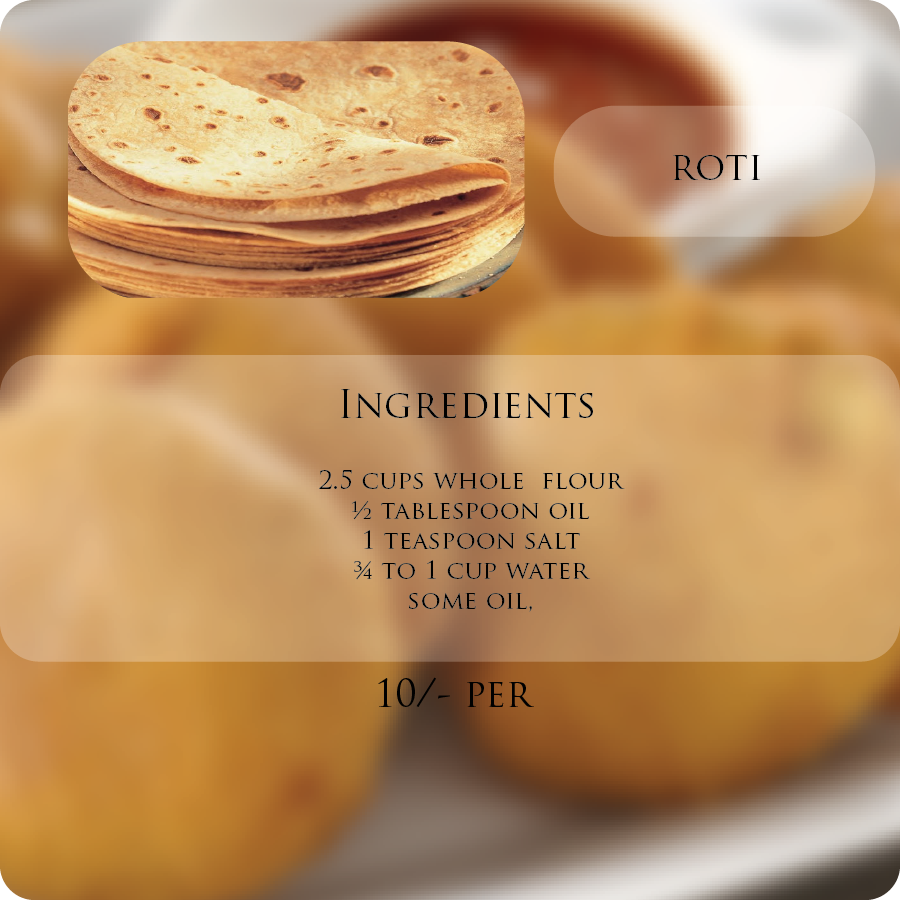 ROTI
INGREDIENTS
2.5 CUPS WHOLE FLOUR
½ TABLESPOON OIL
1 TEASPOON SALT
¾ TO 1 CUP WATER
SOME OIL,
10/- PER